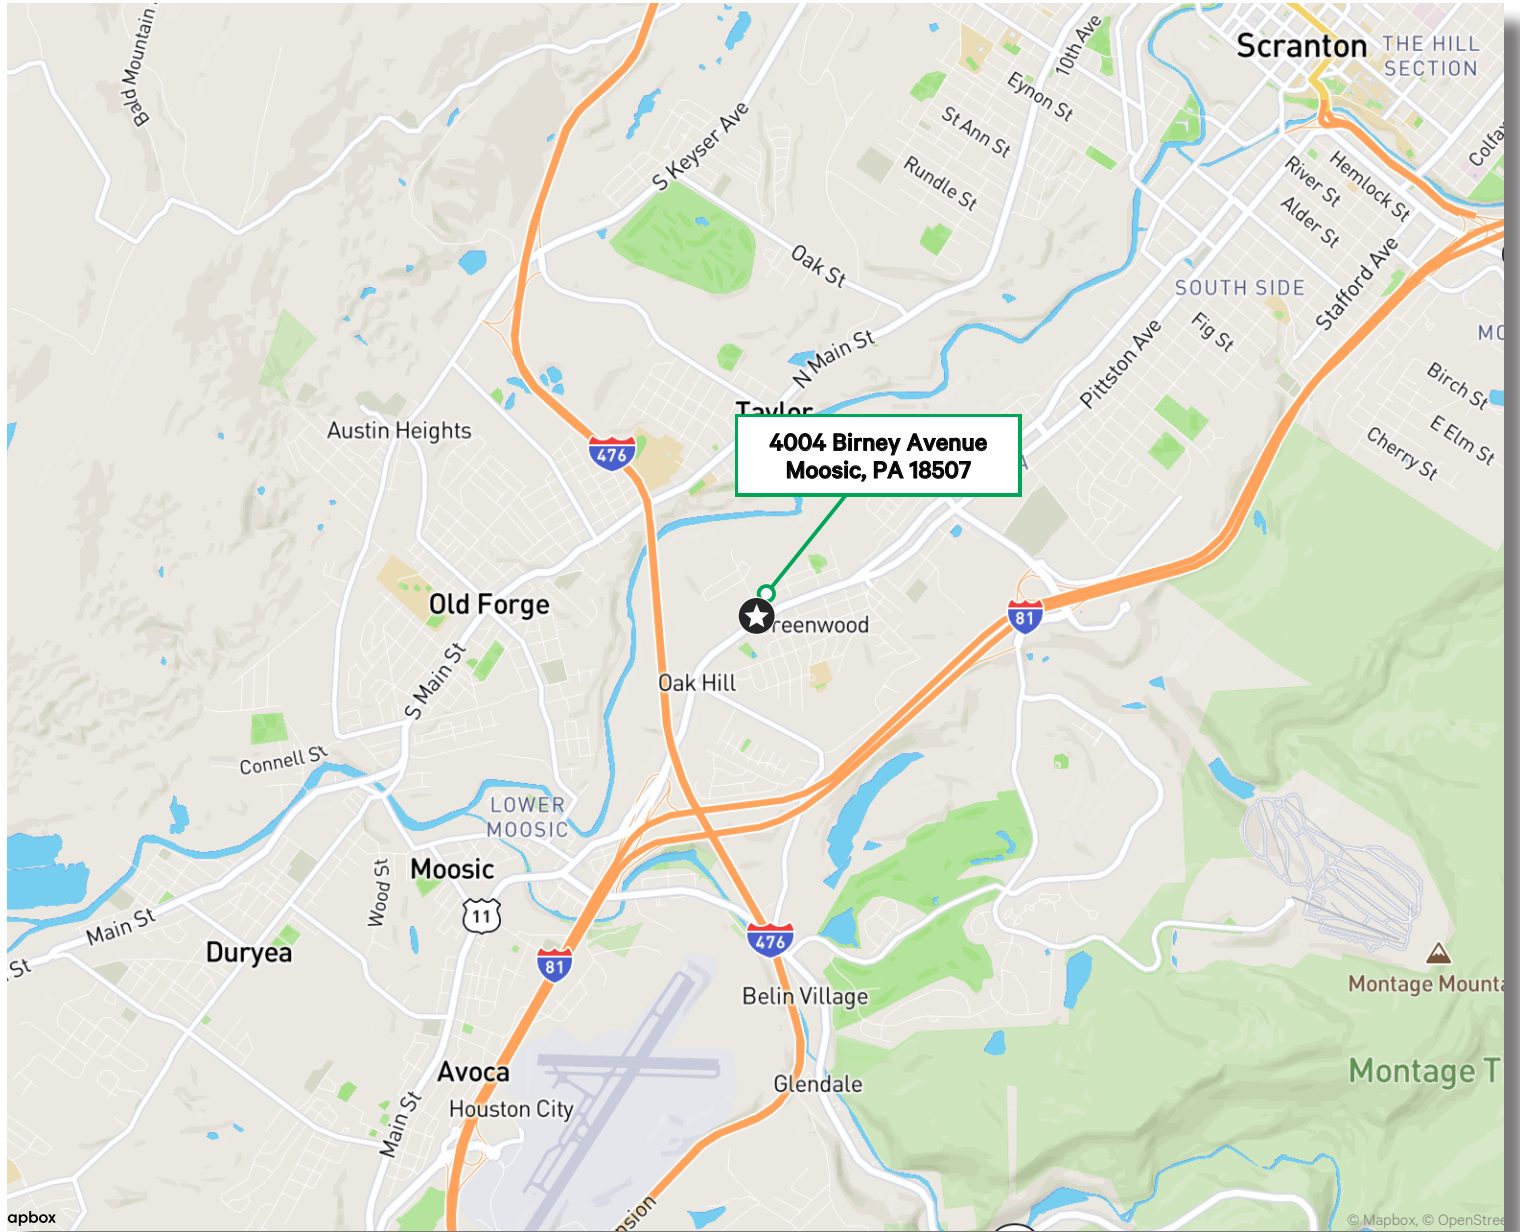 Bald Mountain
10th Ave
Scranton
THE HILL
SECTION
Eynon St
S Keyser Ave
St Ann St
Rundle St
River St
Hemlock St
Alder St
Oak St
Stafford Ave
SOUTH SIDE
Fig St
N Main St
Pittston Ave
Birch St
E Elm St
Cherry St
Taylor
Austin Heights
476
4004 Birney Avenue
Moosic, PA 18507
Old Forge
81
reenwood
S Main St
Oak Hill
Connell St
LOWER
MOOSIC
Moosic
Wood St
11
Main St
Duryea
St
476
81
Belin Village
Montage Mounta
Avoca
Glendale
Montage T
Houston City
Main St
nsion
apbox
© Mapbox, © OpenStree